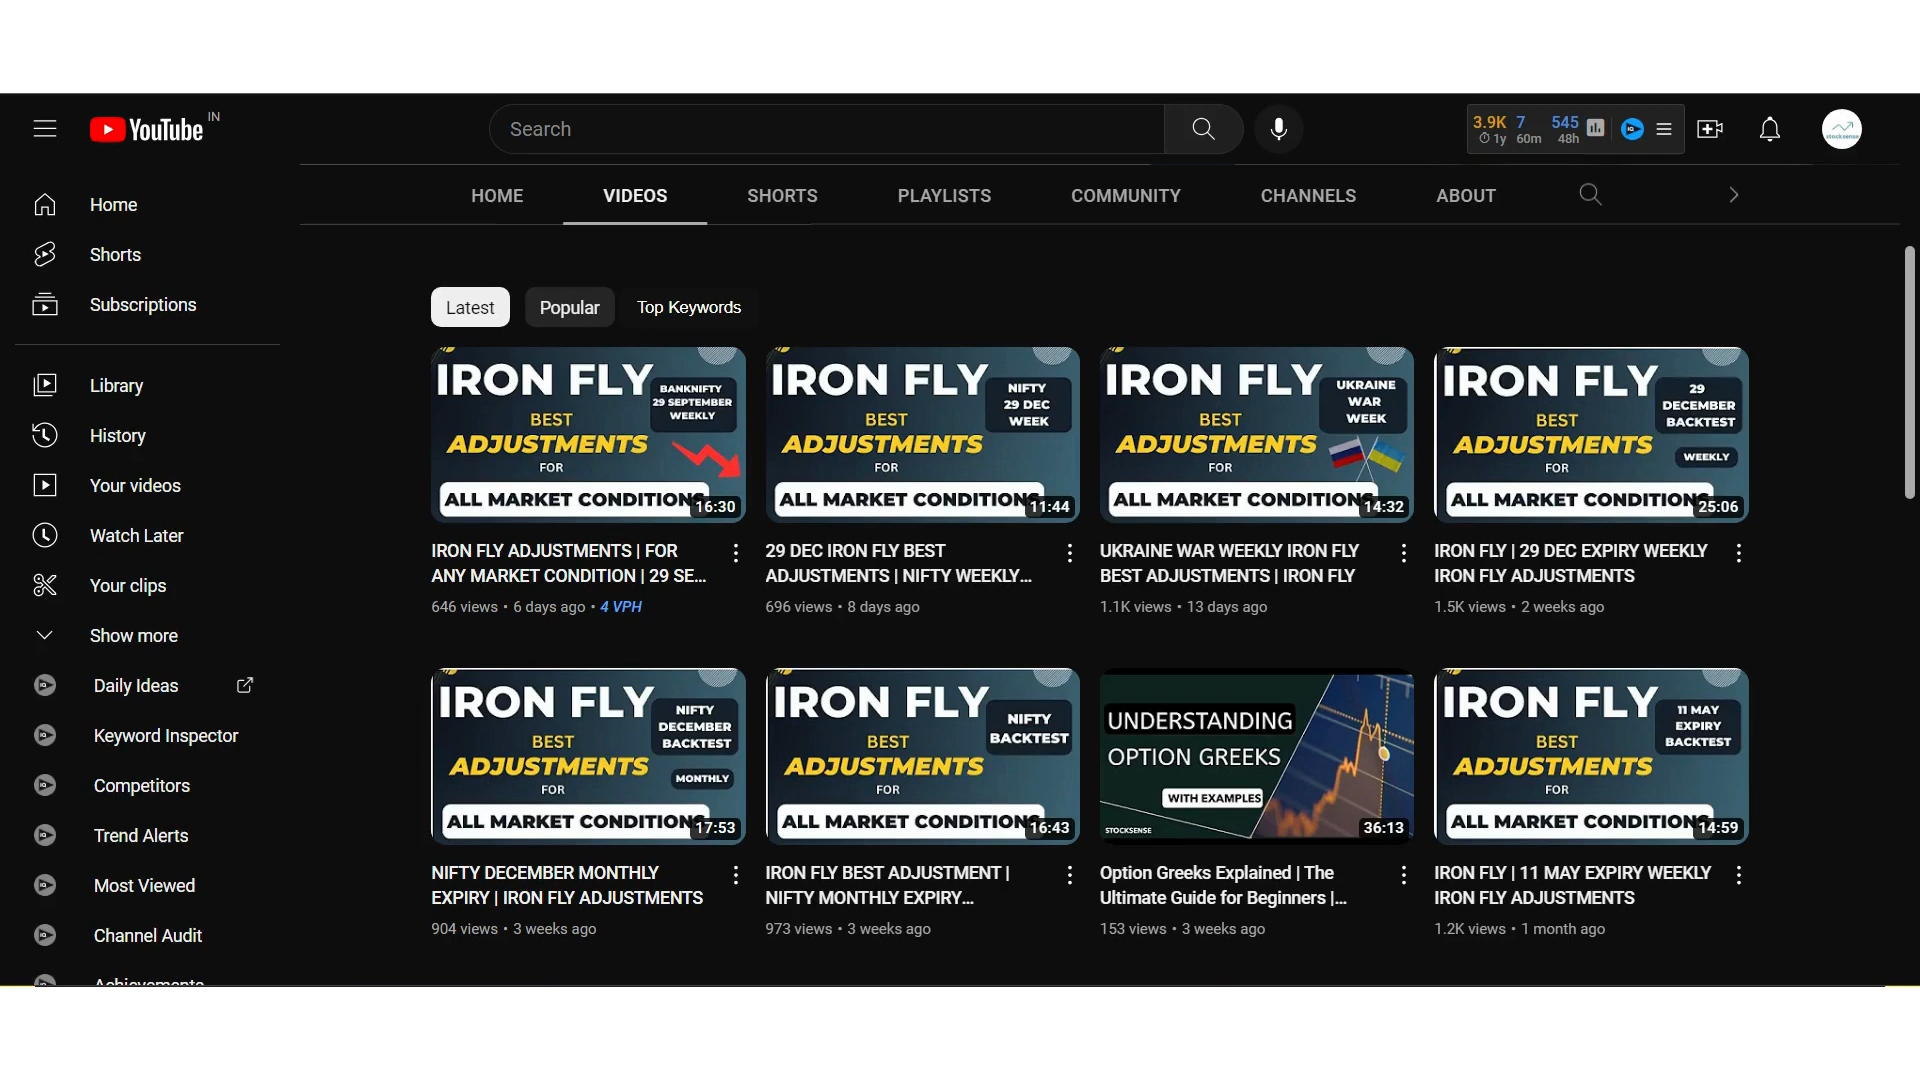 YouTube IN
Search
3.9K 7 545
1y 60m 48h
stocksense
HOME VIDEOS SHORTS PLAYLISTS COMMUNITY CHANNELS ABOUT
Home
Shorts
Subscriptions
Library
History
Your videos
Watch Later
Your clips
Show more
Daily Ideas
Keyword Inspector
Competitors
Trend Alerts
Most Viewed
Channel Audit
Achievements
Latest Popular Top Keywords
IRON FLY
BANKNIFTY
29 SEPTEMBER
WEEKLY
BEST
ADJUSTMENTS
FOR
ALL MARKET CONDITIONS
16:30
IRON FLY ADJUSTMENTS | FOR
ANY MARKET CONDITION | 29 SE...
646 views • 6 days ago • 4 VPH
IRON FLY
NIFTY
29 DEC
WEEK
BEST
ADJUSTMENTS
FOR
ALL MARKET CONDITIONS
11:44
29 DEC IRON FLY BEST
ADJUSTMENTS | NIFTY WEEKLY...
696 views • 8 days ago
IRON FLY
UKRAINE
WAR
WEEK
BEST
ADJUSTMENTS
FOR
ALL MARKET CONDITIONS
14:32
UKRAINE WAR WEEKLY IRON FLY
BEST ADJUSTMENTS | IRON FLY
1.1K views • 13 days ago
IRON FLY
29
DECEMBER
BACKTEST
BEST
ADJUSTMENTS
WEEKLY
FOR
ALL MARKET CONDITIONS
25:06
IRON FLY | 29 DEC EXPIRY WEEKLY
IRON FLY ADJUSTMENTS
1.5K views • 2 weeks ago
IRON FLY
NIFTY
DECEMBER
BACKTEST
BEST
ADJUSTMENTS
MONTHLY
FOR
ALL MARKET CONDITIONS
17:53
NIFTY DECEMBER MONTHLY
EXPIRY | IRON FLY ADJUSTMENTS
904 views • 3 weeks ago
IRON FLY
NIFTY
BACKTEST
BEST
ADJUSTMENTS
FOR
ALL MARKET CONDITIONS
16:43
IRON FLY BEST ADJUSTMENT |
NIFTY MONTHLY EXPIRY...
973 views • 3 weeks ago
UNDERSTANDING
OPTION GREEKS
WITH EXAMPLES
STOCKSENSE
36:13
Option Greeks Explained | The
Ultimate Guide for Beginners |...
153 views • 3 weeks ago
IRON FLY
11 MAY
EXPIRY
BACKTEST
BEST
ADJUSTMENTS
FOR
ALL MARKET CONDITIONS
14:59
IRON FLY | 11 MAY EXPIRY WEEKLY
IRON FLY ADJUSTMENTS
1.2K views • 1 month ago